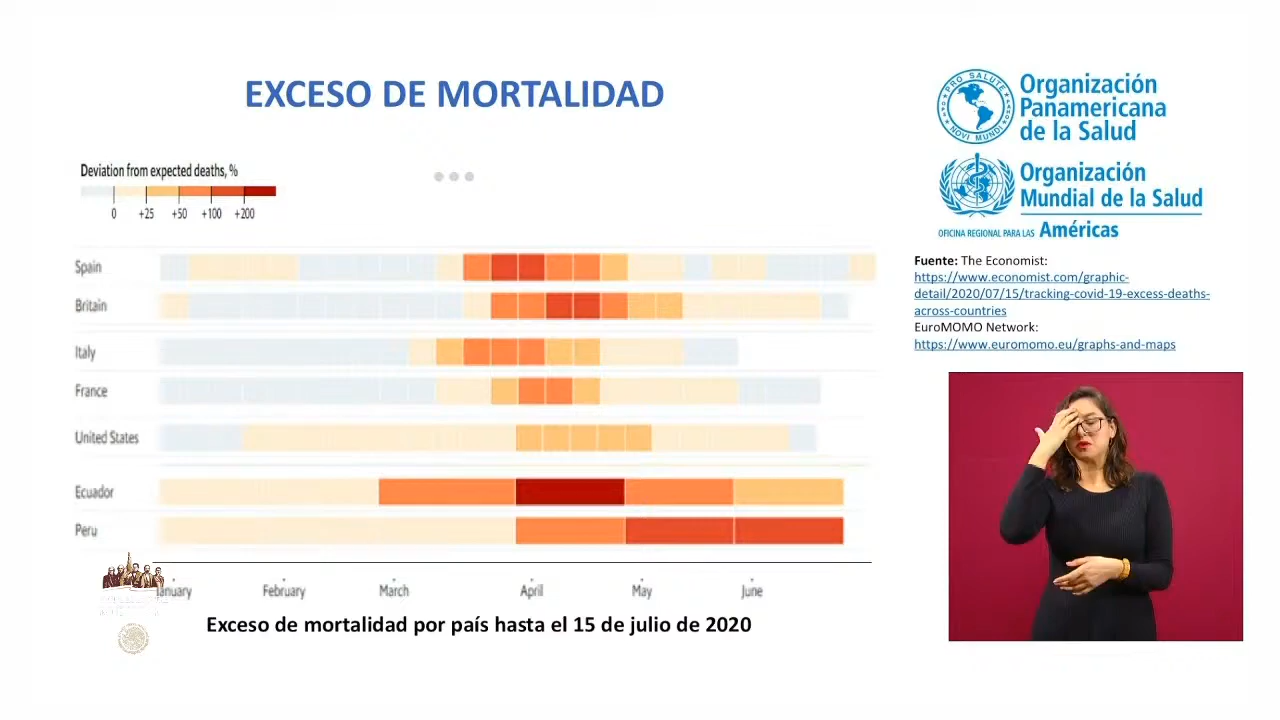 EXCESO DE MORTALIDAD
Deviation from expected deaths, %
0 +25 +50 +100 +200
Spain
Britain
Italy
France
United States
Ecuador
Peru
January February March April May June
Exceso de mortalidad por país hasta el 15 de julio de 2020
PRO SALUTE
NOVI MUNDI
Organización
Panamericana
de la Salud
Organización
Mundial de la Salud
OFICINA REGIONAL PARA LAS Américas
Fuente: The Economist:
https://www.economist.com/graphic-
detail/2020/07/15/tracking-covid-19-excess-deaths-
across-countries
EuroMOMO Network:
https://www.euromomo.eu/graphs-and-maps